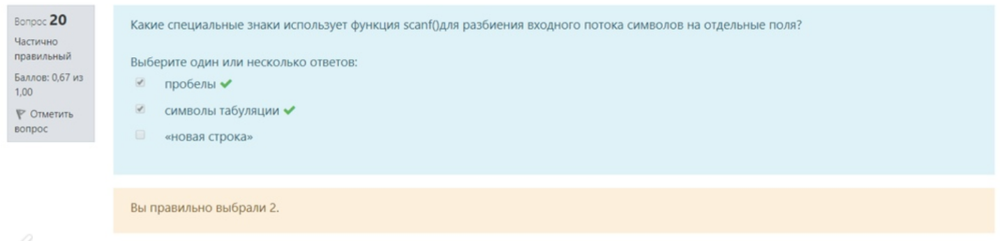 Вопрос 20
Частично
правильный
Баллов: 0,67 из
1,00
Отметить
вопрос
Какие специальные знаки использует функция scanf()для разбиения входного потока символов на отдельные поля?
Выберите один или несколько ответов:
пробелы
символы табуляции
«новая строка»
Вы правильно выбрали 2.